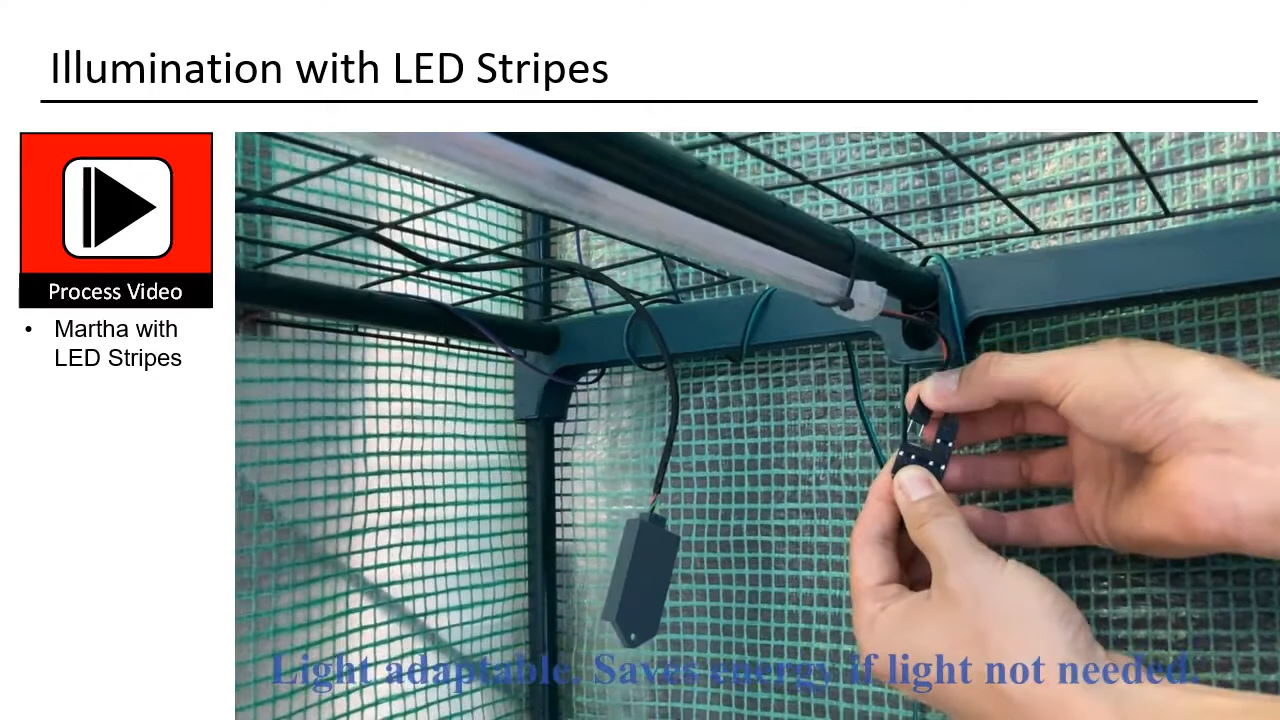 Illumination with LED Stripes
Process Video
• Martha with
LED Stripes
Light adaptable. Saves energy if light not needed.